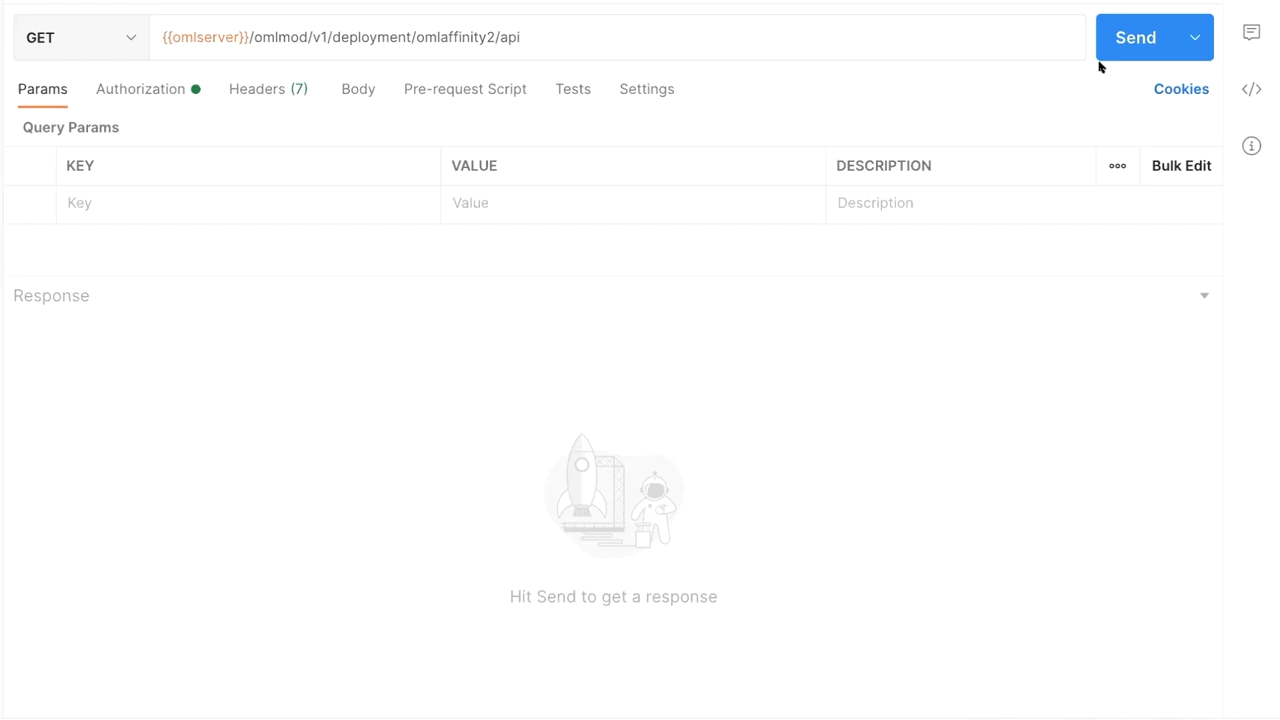 GET {{omlserver}}/omlmod/v1/deployment/omlaffinity2/api Send
Params Authorization Headers (7) Body Pre-request Script Tests Settings Cookies
Query Params
KEY VALUE DESCRIPTION Bulk Edit
Key Value Description
Response
Hit Send to get a response